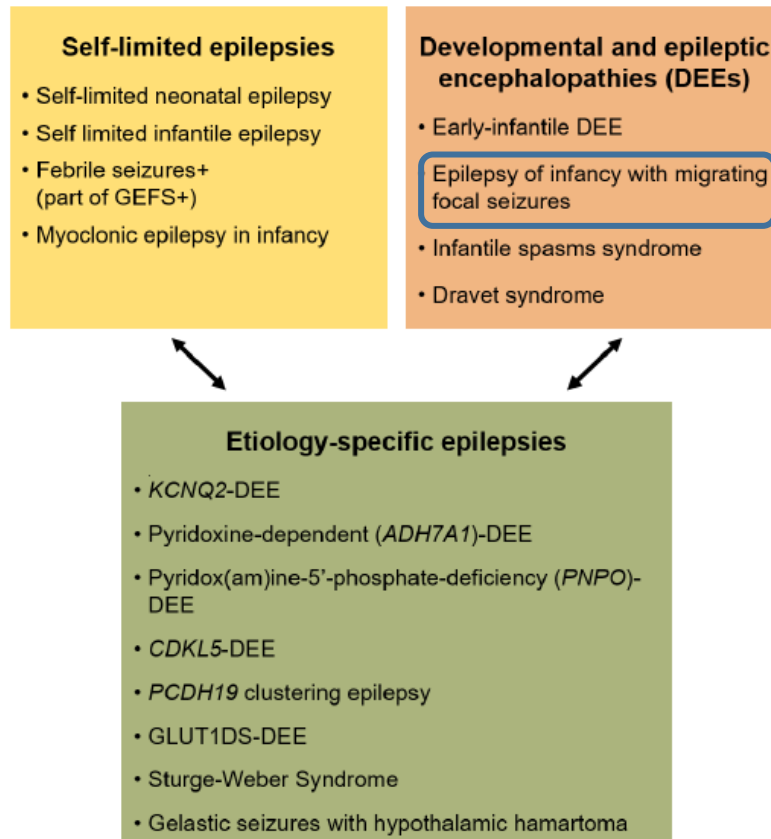 Self-limited epilepsies
• Self-limited neonatal epilepsy
• Self limited infantile epilepsy
• Febrile seizures+
(part of GEFS+)
• Myoclonic epilepsy in infancy
Developmental and epileptic
encephalopathies (DEEs)
• Early-infantile DEE
• Epilepsy of infancy with migrating
focal seizures
• Infantile spasms syndrome
• Dravet syndrome
Etiology-specific epilepsies
• KCNQ2-DEE
• Pyridoxine-dependent (ADH7A1)-DEE
• Pyridox(am)ine-5'-phosphate-deficiency (PNPO)-
DEE
• CDKL5-DEE
• PCDH19 clustering epilepsy
• GLUT1DS-DEE
• Sturge-Weber Syndrome
• Gelastic seizures with hypothalamic hamartoma